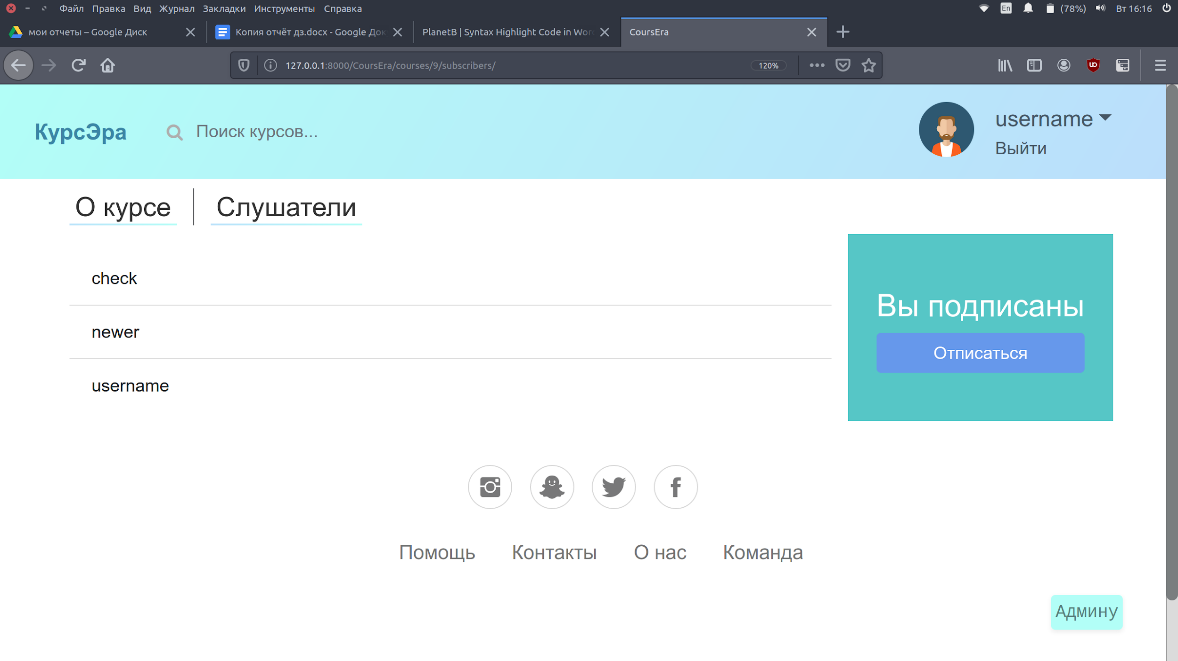 Файл Правка Вид Журнал Закладки Инструменты Справка
En (78%) Вт 16:16
мои отчеты – Google Диск
Копия отчёт дз.docx - Google Док
PlanetB | Syntax Highlight Code in Wor
CoursEra
127.0.0.1:8000/CoursEra/courses/9/subscribers/
120%
КурсЭра
Поиск курсов...
username
Выйти
О курсе
Слушатели
check
newer
username
Вы подписаны
Отписаться
Помощь Контакты О нас Команда
Админу